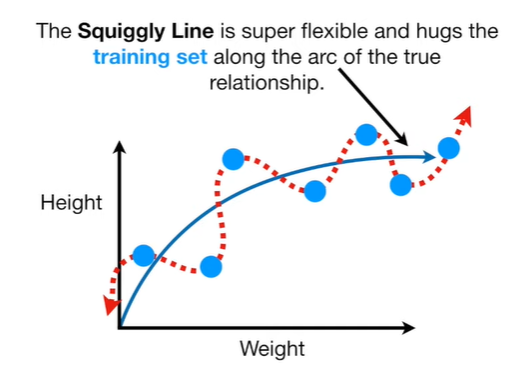 The Squiggly Line is super flexible and hugs the
training set along the arc of the true
relationship.
Height
Weight